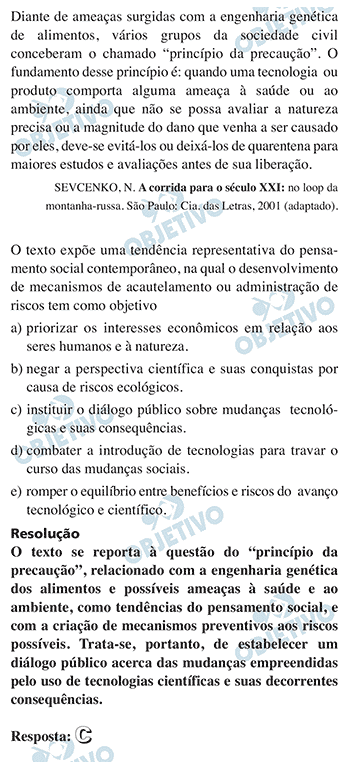 Diante de ameaças surgidas com a engenharia genética
de alimentos, vários grupos da sociedade civil
conceberam o chamado “princípio da precaução”. O
fundamento desse princípio é: quando uma tecnologia ou
produto comporta alguma ameaça à saúde ou ao
ambiente, ainda que não se possa avaliar a natureza
precisa ou a magnitude do dano que venha a ser causado
por eles, deve-se evitá-los ou deixá-los de quarentena para
maiores estudos e avaliações antes de sua liberação.
SEVCENKO, N. A corrida para o século XXI: no loop da
montanha-russa. São Paulo: Cia. das Letras, 2001 (adaptado).
O texto expõe uma tendência representativa do pensa-
mento social contemporâneo, na qual o desenvolvimento
de mecanismos de acautelamento ou administração de
riscos tem como objetivo
a) priorizar os interesses econômicos em relação aos
seres humanos e à natureza.
b) negar a perspectiva científica e suas conquistas por
causa de riscos ecológicos.
c) instituir o diálogo público sobre mudanças tecnoló-
gicas e suas consequências.
d) combater a introdução de tecnologias para travar o
curso das mudanças sociais.
e) romper o equilíbrio entre benefícios e riscos do avanço
tecnológico e científico.
Resolução
O texto se reporta à questão do “princípio da
precaução”, relacionado com a engenharia genética
dos alimentos e possíveis ameaças à saúde e ao
ambiente, como tendências do pensamento social, e
com a criação de mecanismos preventivos aos riscos
possíveis. Trata-se, portanto, de estabelecer um
diálogo público acerca das mudanças empreendidas
pelo uso de tecnologias científicas e suas decorrentes
consequências.
Resposta: C
OBJETIVO
OBJETIVO
OBJETIVO
OBJETIVO
OBJETIVO
OBJETIVO